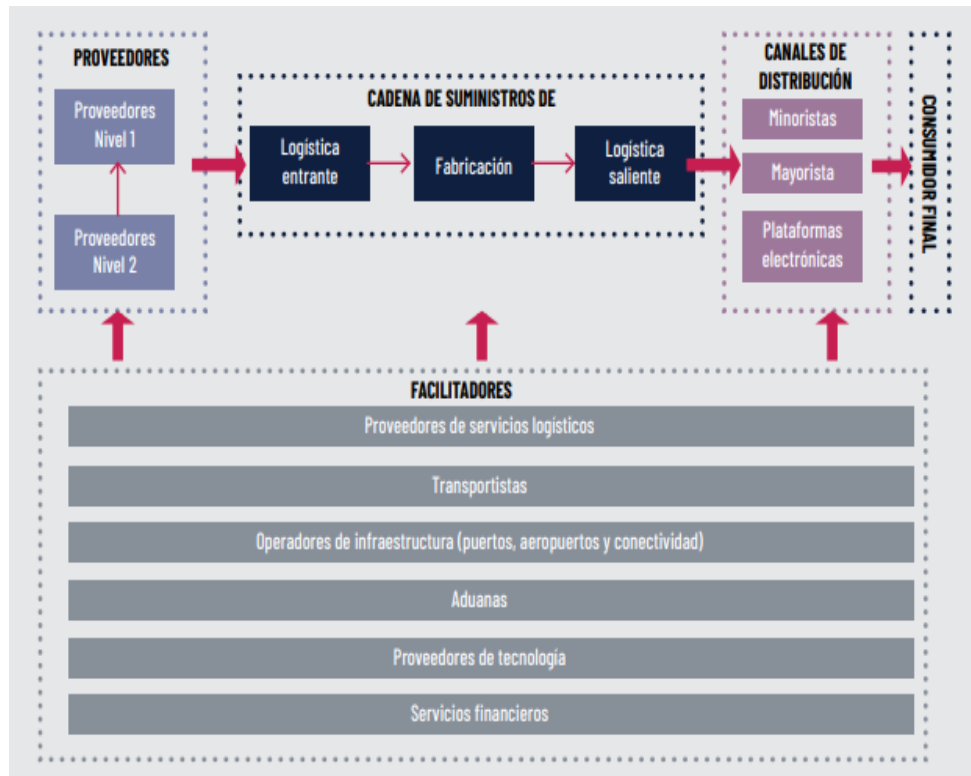 PROVEEDORES
Proveedores
Nivel 1
Proveedores
Nivel 2
CADENA DE SUMINISTROS DE
Logística
entrante
Fabricación
Logística
saliente
CANALES DE
DISTRIBUCIÓN
Minoristas
Mayorista
Plataformas
electrónicas
CONSUMIDOR FINAL
FACILITADORES
Proveedores de servicios logísticos
Transportistas
Operadores de infraestructura (puertos, aeropuertos y conectividad)
Aduanas
Proveedores de tecnología
Servicios financieros